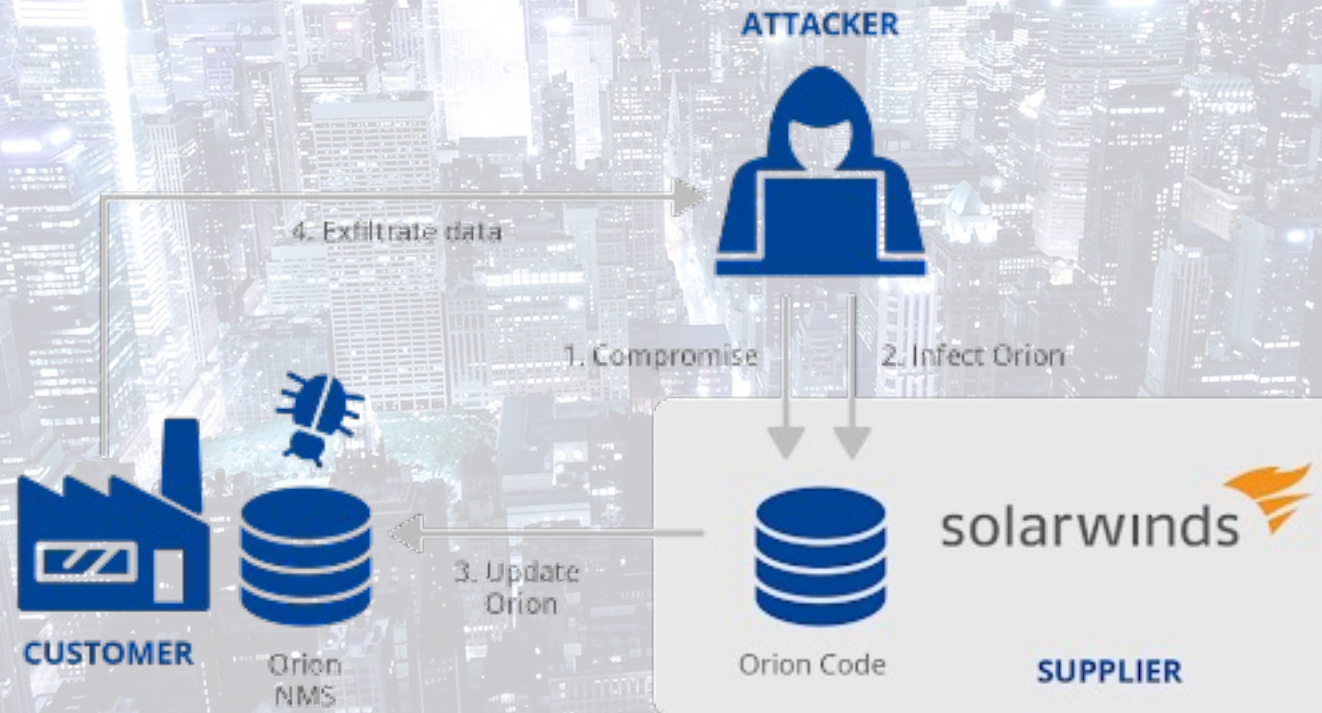 ATTACKER
4. Exfiltrate data
1. Compromise
2. Infect Orion
solarwinds
3. Update
Orion
CUSTOMER
Orion
NMS
Orion Code
SUPPLIER